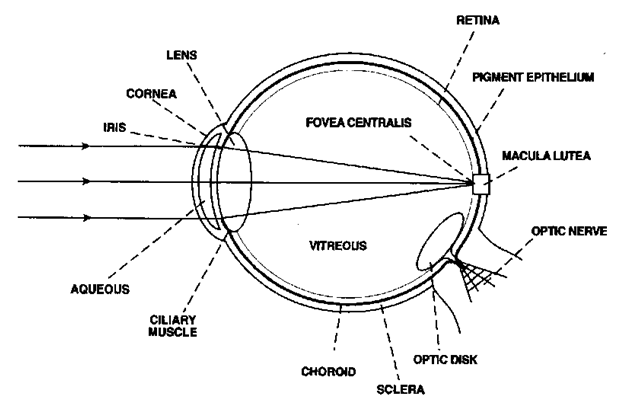 RETINA
LENS
PIGMENT EPITHELIUM
CORNEA
FOVEA CENTRALIS
IRIS
MACULA LUTEA
OPTIC NERVE
VITREOUS
AQUEOUS
CILIARY
MUSCLE
OPTIC DISK
CHOROID
SCLERA